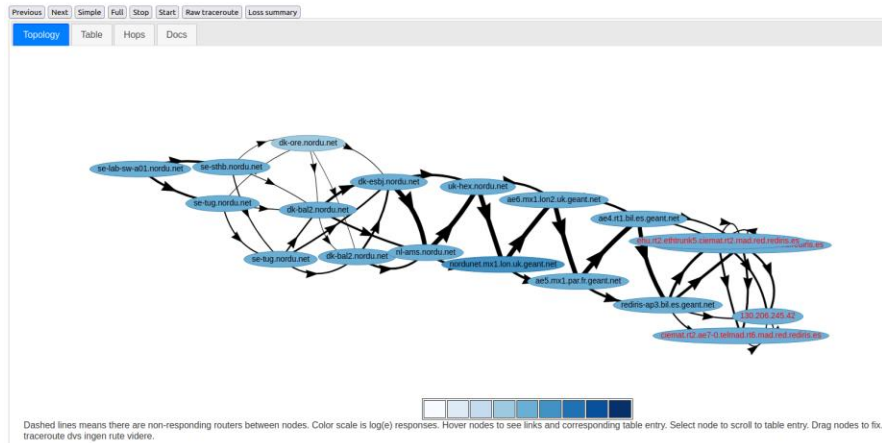 Previous Next Simple Full Stop Start Raw traceroute Loss summary
Topology Table Hops Docs
dk-ore.nordu.net
se-lab-sw-a01.nordu.net
se-sthb.nordu.net
dk-esbj.nordu.net
uk-hex.nordu.net
se-tug.nordu.net
ae6.mx1.lon2.uk.geant.net
dk-bal2.nordu.net
ae4.rt1.bil.es.geant.net
ethtrunk5.ciemat.rt2.mad.red.rediris.es
nl-ams.nordu.net
se-tug.nordu.net
dk-bal2.nordu.net
nordunet.mx1.lon.uk.geant.net
ae5.mx1.par.fr.geant.net
rediris-ap3.bil.es.geant.net
130.206.245.42
ciemat.rt2.ae7-0.telmad.rt6.mad.red.rediris.es
Dashed lines means there are non-responding routers between nodes. Color scale is log(e) responses. Hover nodes to see links and corresponding table entry. Select node to scroll to table entry. Drag nodes to fix.
traceroute dvs ingen rute videre.